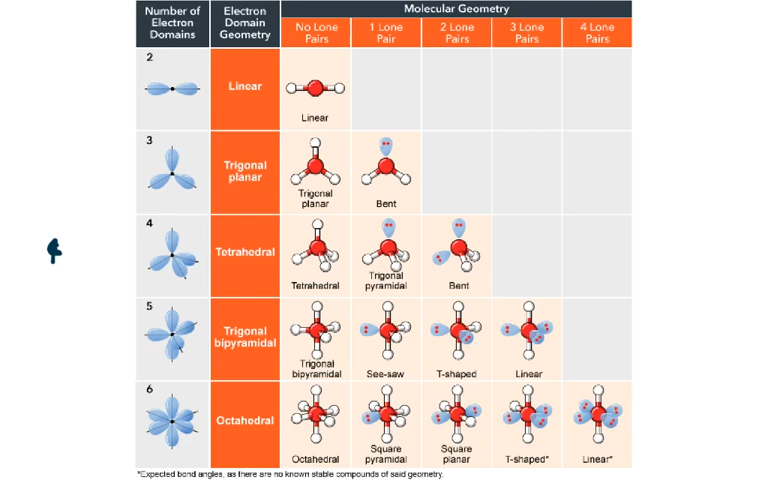 Number of
Electron
Domains
Electron
Domain
Geometry
Molecular Geometry
No Lone
Pairs
1 Lone
Pair
2 Lone
Pairs
3 Lone
Pairs
4 Lone
Pairs
2
Linear
Linear
3
Trigonal
planar
Trigonal
planar
Bent
4
Tetrahedral
Tetrahedral
Trigonal
pyramidal
Bent
5
Trigonal
bipyramidal
Trigonal
bipyramidal
See-saw
T-shaped
Linear
6
Octahedral
Octahedral
Square
pyramidal
Square
planar
T-shaped*
Linear*
*Expected bond angles, as there are no known stable compounds of said geometry.